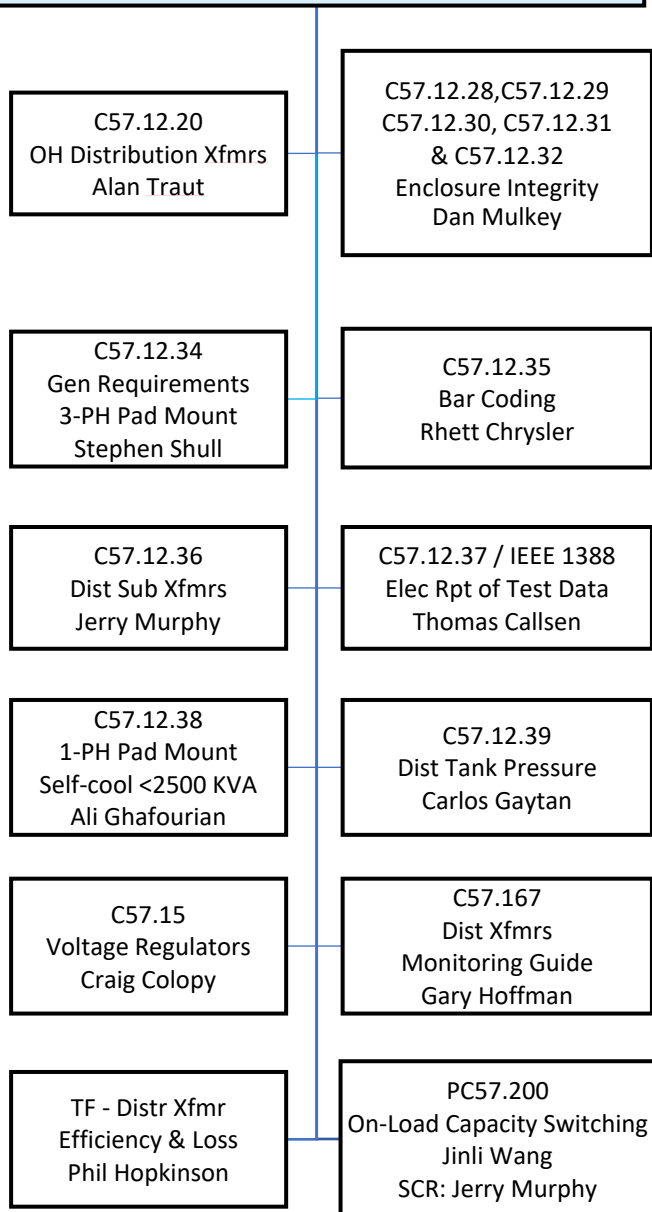 C57.12.20
OH Distribution Xfmrs
Alan Traut
C57.12.28,C57.12.29
C57.12.30, C57.12.31
& C57.12.32
Enclosure Integrity
Dan Mulkey
C57.12.34
Gen Requirements
3-PH Pad Mount
Stephen Shull
C57.12.35
Bar Coding
Rhett Chrysler
C57.12.36
Dist Sub Xfmrs
Jerry Murphy
C57.12.37 / IEEE 1388
Elec Rpt of Test Data
Thomas Callsen
C57.12.38
1-PH Pad Mount
Self-cool <2500 KVA
Ali Ghafourian
C57.12.39
Dist Tank Pressure
Carlos Gaytan
C57.15
Voltage Regulators
Craig Colopy
C57.167
Dist Xfmrs
Monitoring Guide
Gary Hoffman
TF - Distr Xfmr
Efficiency & Loss
Phil Hopkinson
PC57.200
On-Load Capacity Switching
Jinli Wang
SCR: Jerry Murphy